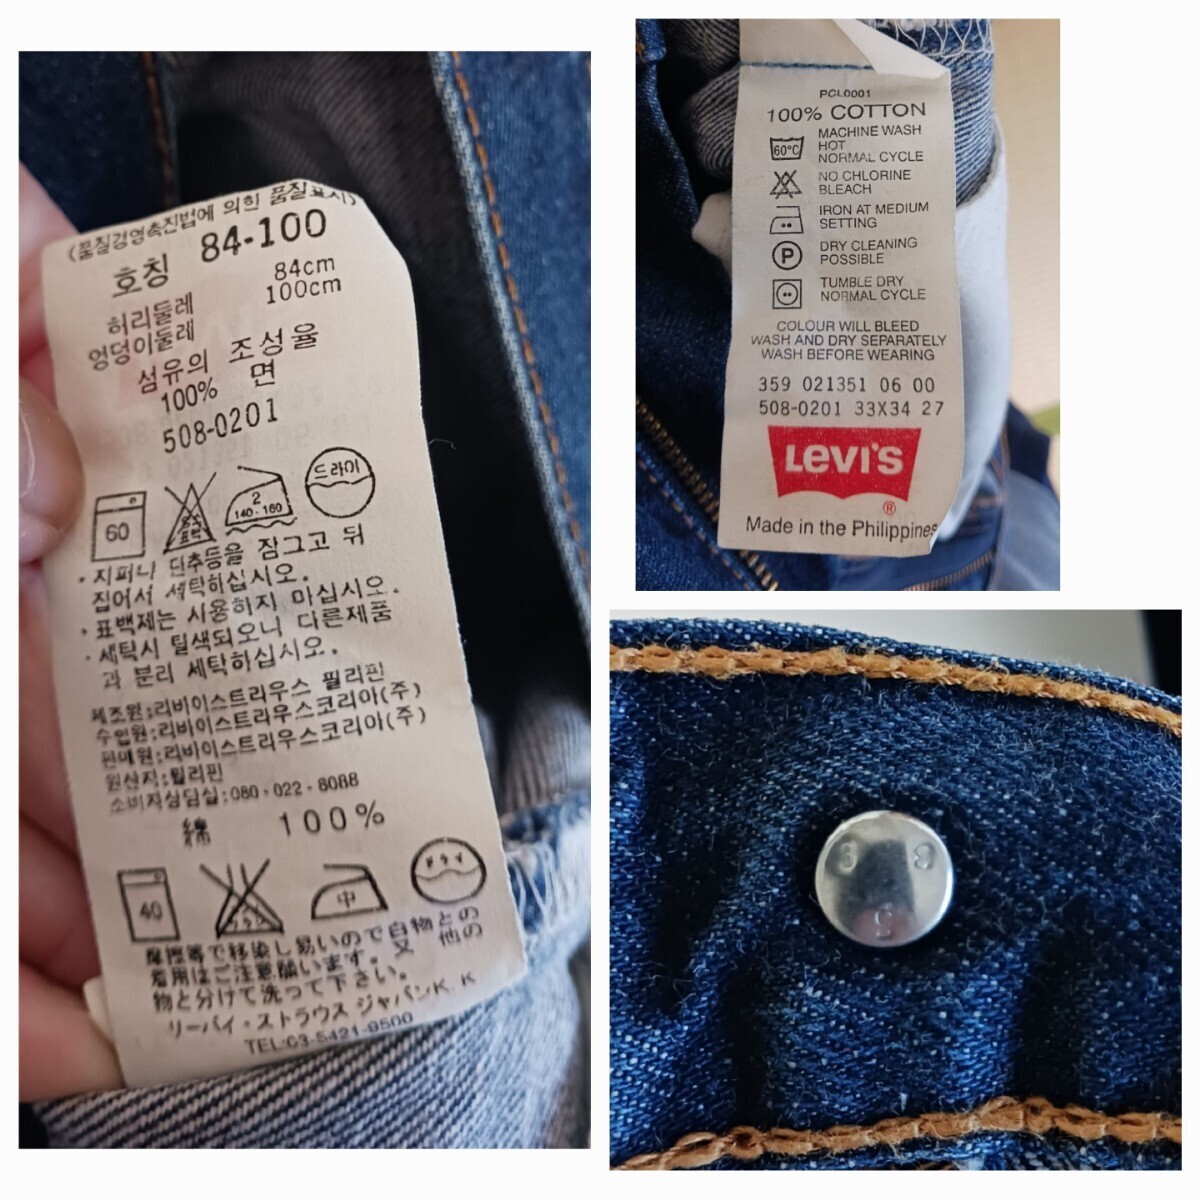 (품질경영촉진법에 의한 품질표시)
호칭 84-100
허리둘레 84cm
엉덩이둘레 100cm
섬유의 조성율
100% 면
508-0201
60
2
140-160
드라이
·지퍼나 단추등을 잠그고 뒤
집어서 세탁하십시오.
·표백제는 사용하지 마십시오.
·세탁시 탈색되오니 다른제품
과 분리 세탁하십시오.
제조원:리바이스트리우스 필리핀
수입원:리바이스트리우스코리아(주)
판매원:리바이스트리우스코리아(주)
원산지:필리핀
소비자상담실:080-022-8088
綿 100%
40
中
ドライ
摩擦等で移染し易いので白物との
着用はご注意願います。又 他の
物と分けて洗って下さい。
リーバイ・ストラウス ジャパンK.K
TEL:03-5421-9500
PCL0001
100% COTTON
60°C
MACHINE WASH
HOT
NORMAL CYCLE
NO CHLORINE
BLEACH
IRON AT MEDIUM
SETTING
P
DRY CLEANING
POSSIBLE
TUMBLE DRY
NORMAL CYCLE
COLOUR WILL BLEED
WASH AND DRY SEPARATELY
WASH BEFORE WEARING
359 021351 06 00
508-0201 33X34 27
LEVI'S
®
Made in the Philippines
3